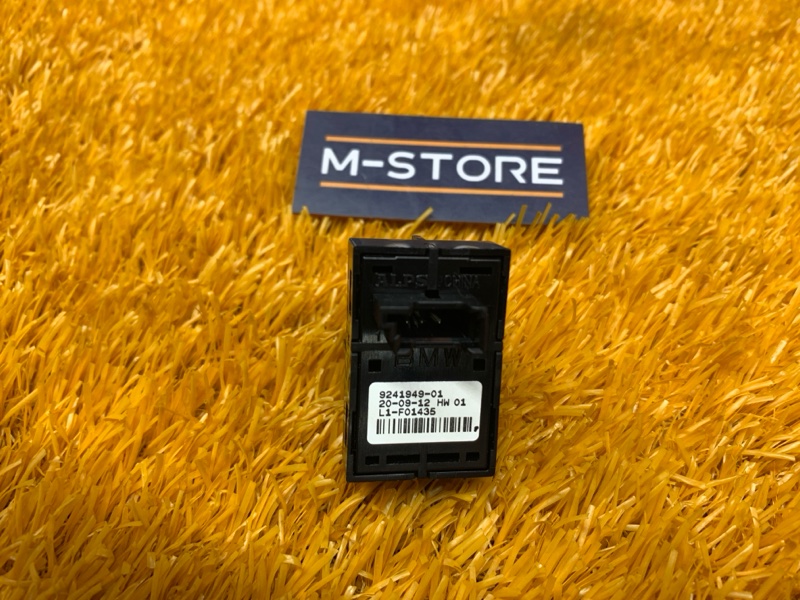 M-STORE
ALPS
BMW
9241949-01
20-09-12 HW 01
L1-F01435